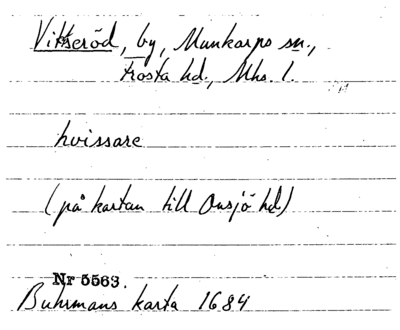 Vittseröd, by, Munkarps sn.,
Frosta hd., Mhs. l.
hvissare
(på kartan till Onsjö hd)
Nr 5563.
Buhrmans karta 1684